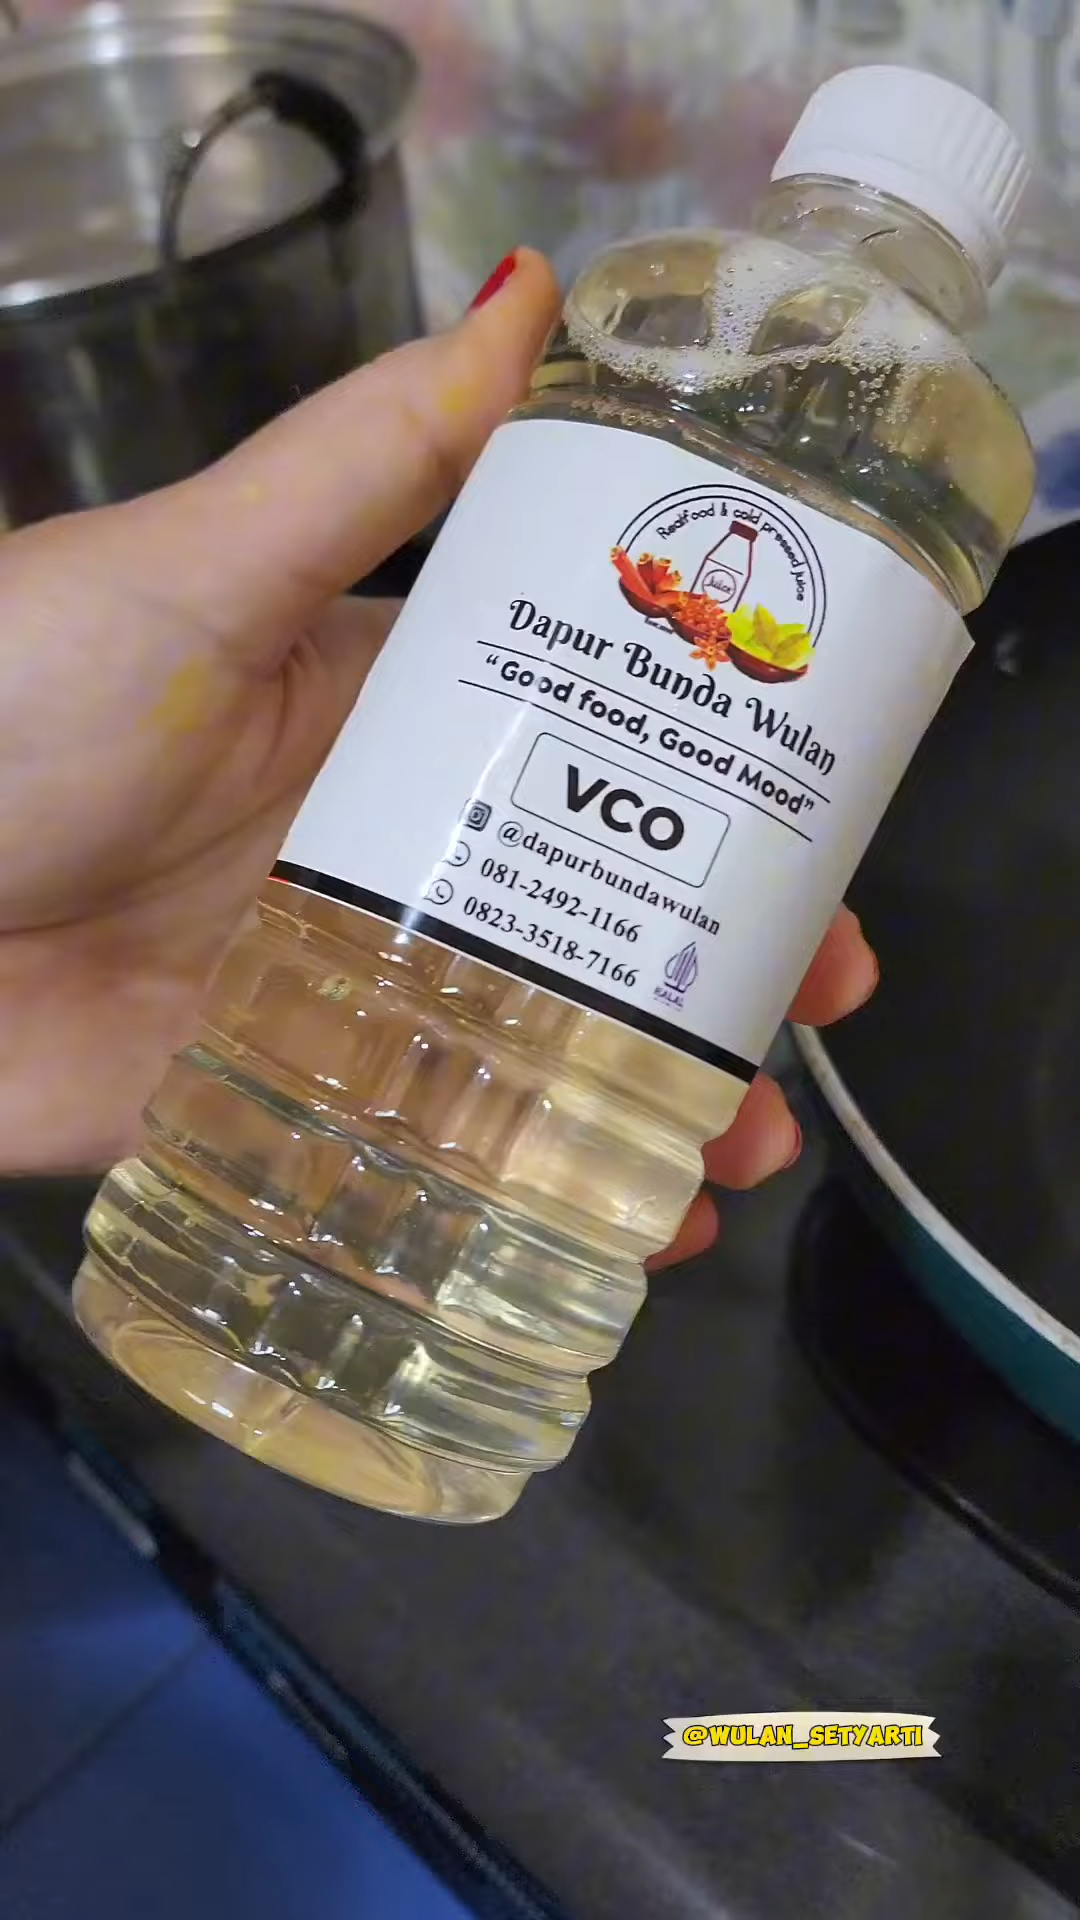 Realfood & cold pressed juice
Juice
Dapur Bunda Wulan
“Good food, Good Mood”
VCO
@dapurbundawulan
081-2492-1166
0823-3518-7166
HALAL
@WULAN_SETYARTI